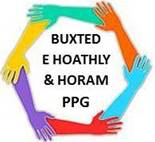 BUXTED
E HOATHLY
& HORAM
PPG